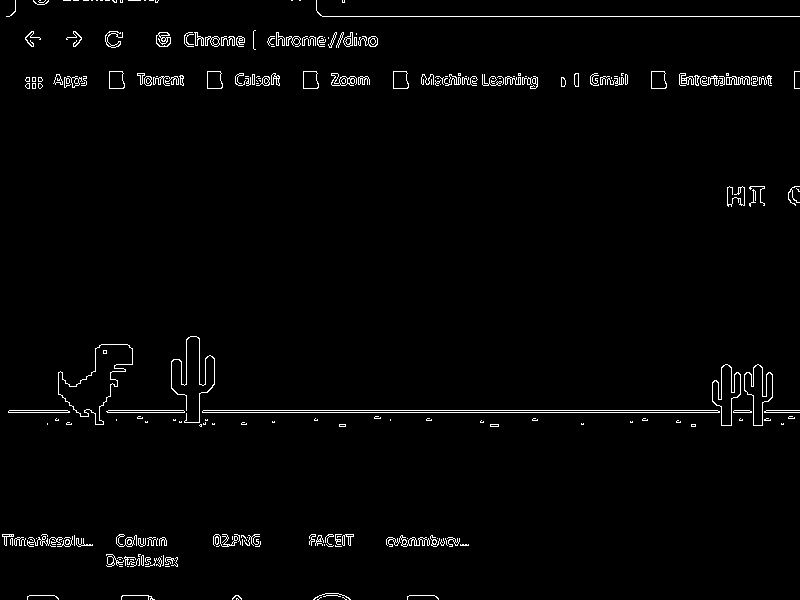 Chrome | chrome://dino
Apps Torrent Calsoft Zoom Machine Learning Gmail Entertainment
HI
TimerResolu... Column 02.PNG FACEIT cvbnmbvcv...
Details.xlsx